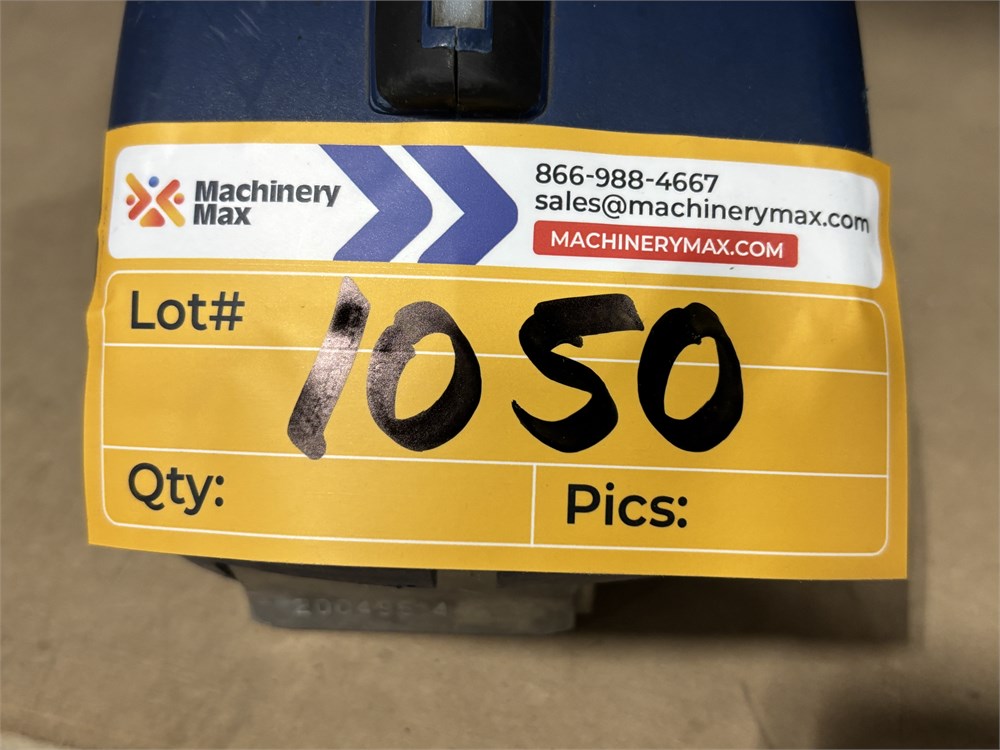 Machinery
Max
866-988-4667
sales@machinerymax.com
MACHINERYMAX.COM
Lot# 1050
Qty:
Pics: